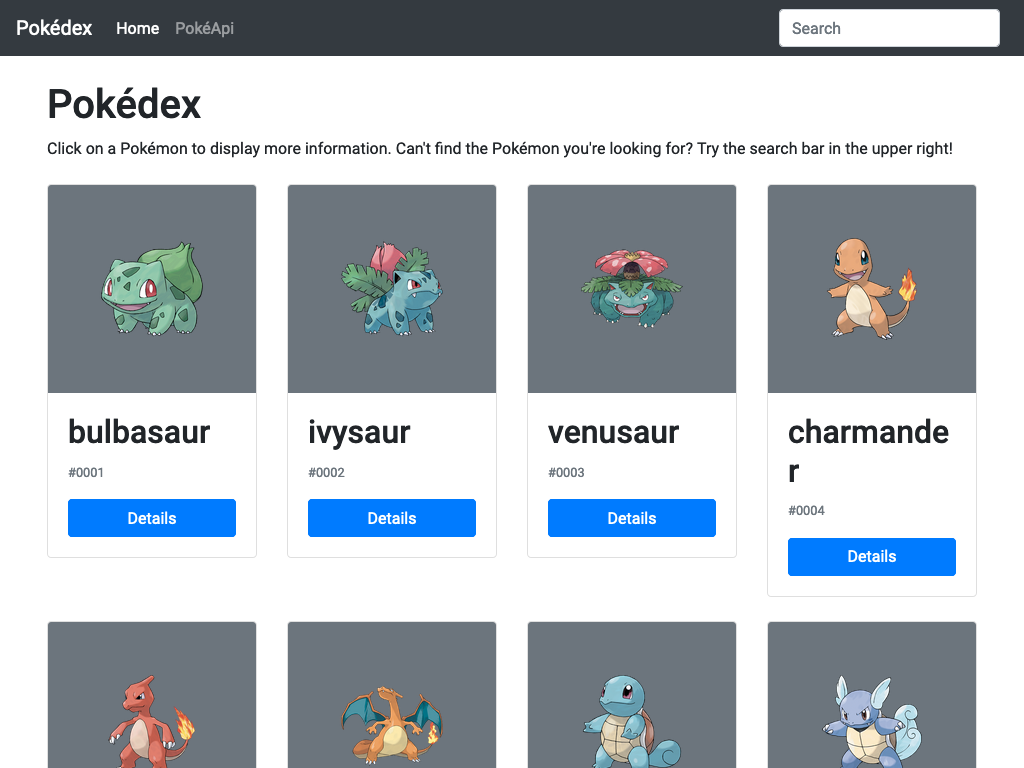 Pokédex Home PokéApi Search
Pokédex
Click on a Pokémon to display more information. Can't find the Pokémon you're looking for? Try the search bar in the upper right!
bulbasaur
#0001
Details
ivysaur
#0002
Details
venusaur
#0003
Details
charmande
r
#0004
Details